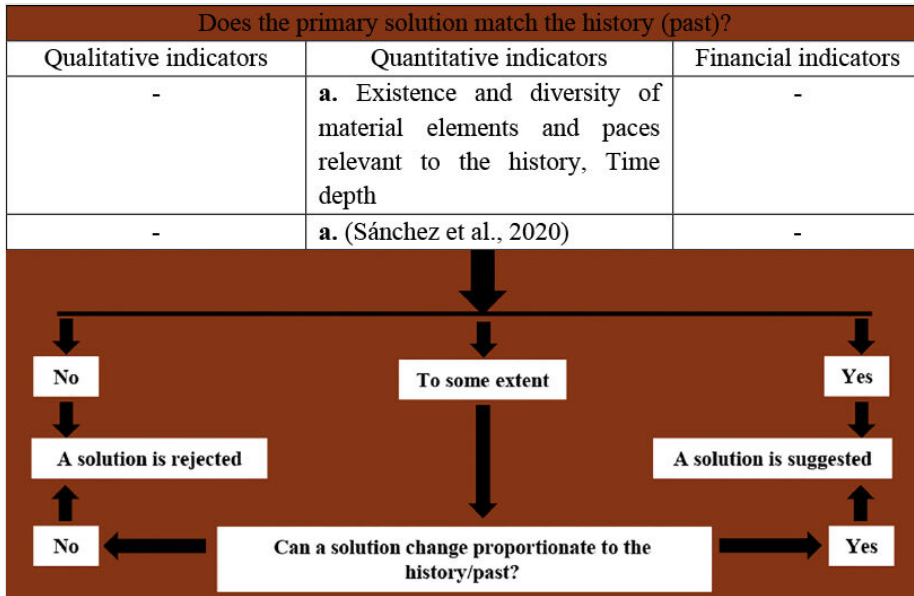 Does the primary solution match the history (past)?
Qualitative indicators Quantitative indicators Financial indicators
- a. Existence and diversity of -
material elements and paces
relevant to the history, Time
depth
- a. (Sánchez et al., 2020) -
No To some extent Yes
A solution is rejected A solution is suggested
No Can a solution change proportionate to the Yes
history/past?